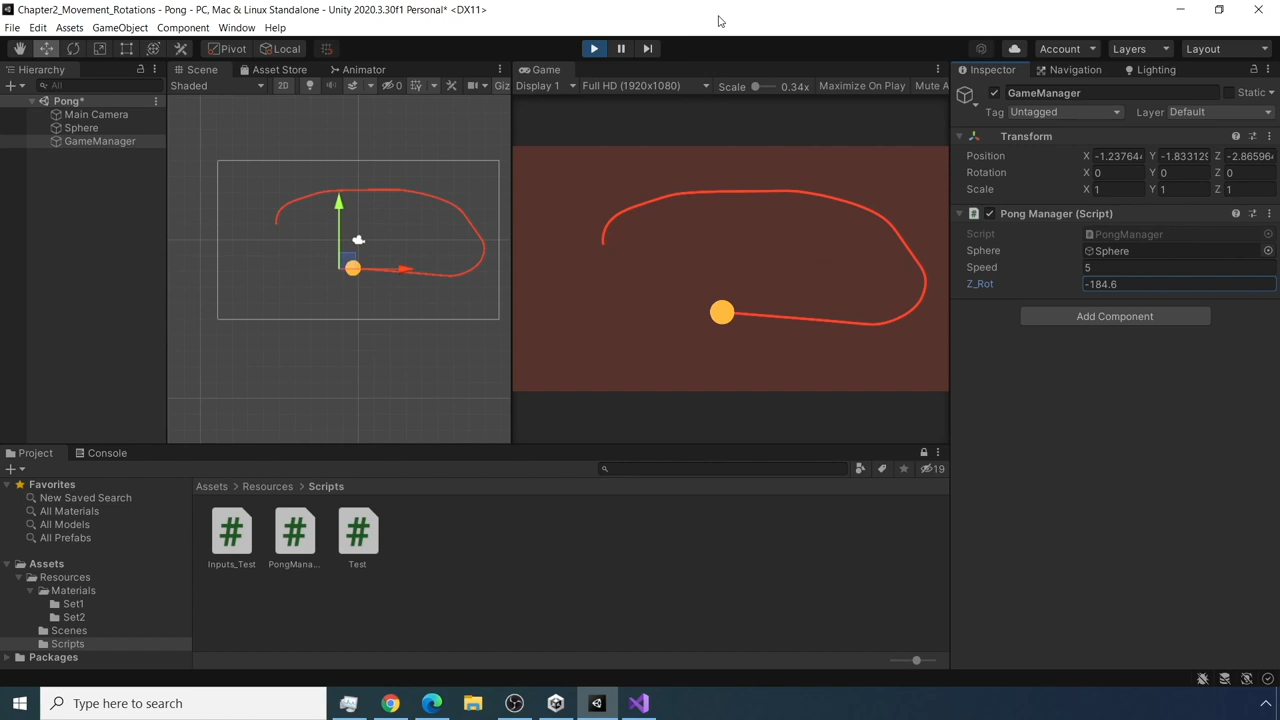 Chapter2_Movement_Rotations - Pong - PC, Mac & Linux Standalone - Unity 2020.3.30f1 Personal* <DX11>
File Edit Assets GameObject Component Window Help
Pivot Local Account Layers Layout
Hierarchy
All
Pong*
Main Camera
Sphere
GameManager
Scene Asset Store Animator
Shaded 2D 0 Giz
Game
Display 1 Full HD (1920x1080) Scale 0.34x Maximize On Play Mute A
Inspector Navigation Lighting
GameManager Static
Tag Untagged Layer Default
Transform
Position X -1.23764 Y -1.83312 Z -2.8659
Rotation X 0 Y 0 Z 0
Scale X 1 Y 1 Z 1
Pong Manager (Script)
Script PongManager
Sphere Sphere
Speed 5
Z_Rot -184.6
Add Component
Project Console
19
Favorites
New Saved Search
All Materials
All Models
All Prefabs
Assets
Resources
Materials
Set1
Set2
Scenes
Scripts
Packages
Assets > Resources > Scripts
Inputs_Test PongMana... Test
Type here to search